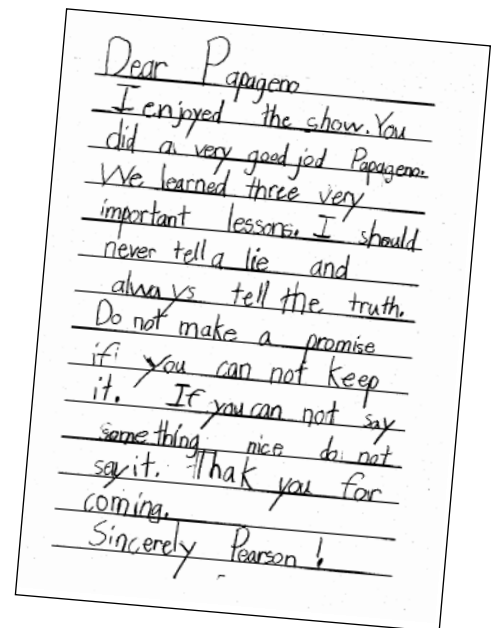 Dear Papageno
I enjoyed the show. You
did a very good jod Papageno.
We learned three very
important lessons. I should
never tell a lie and
always tell the truth.
Do not make a promise
if you can not keep
it. If you can not say
something nice do not
say it. Thak you for
coming.
Sincerely Pearson!